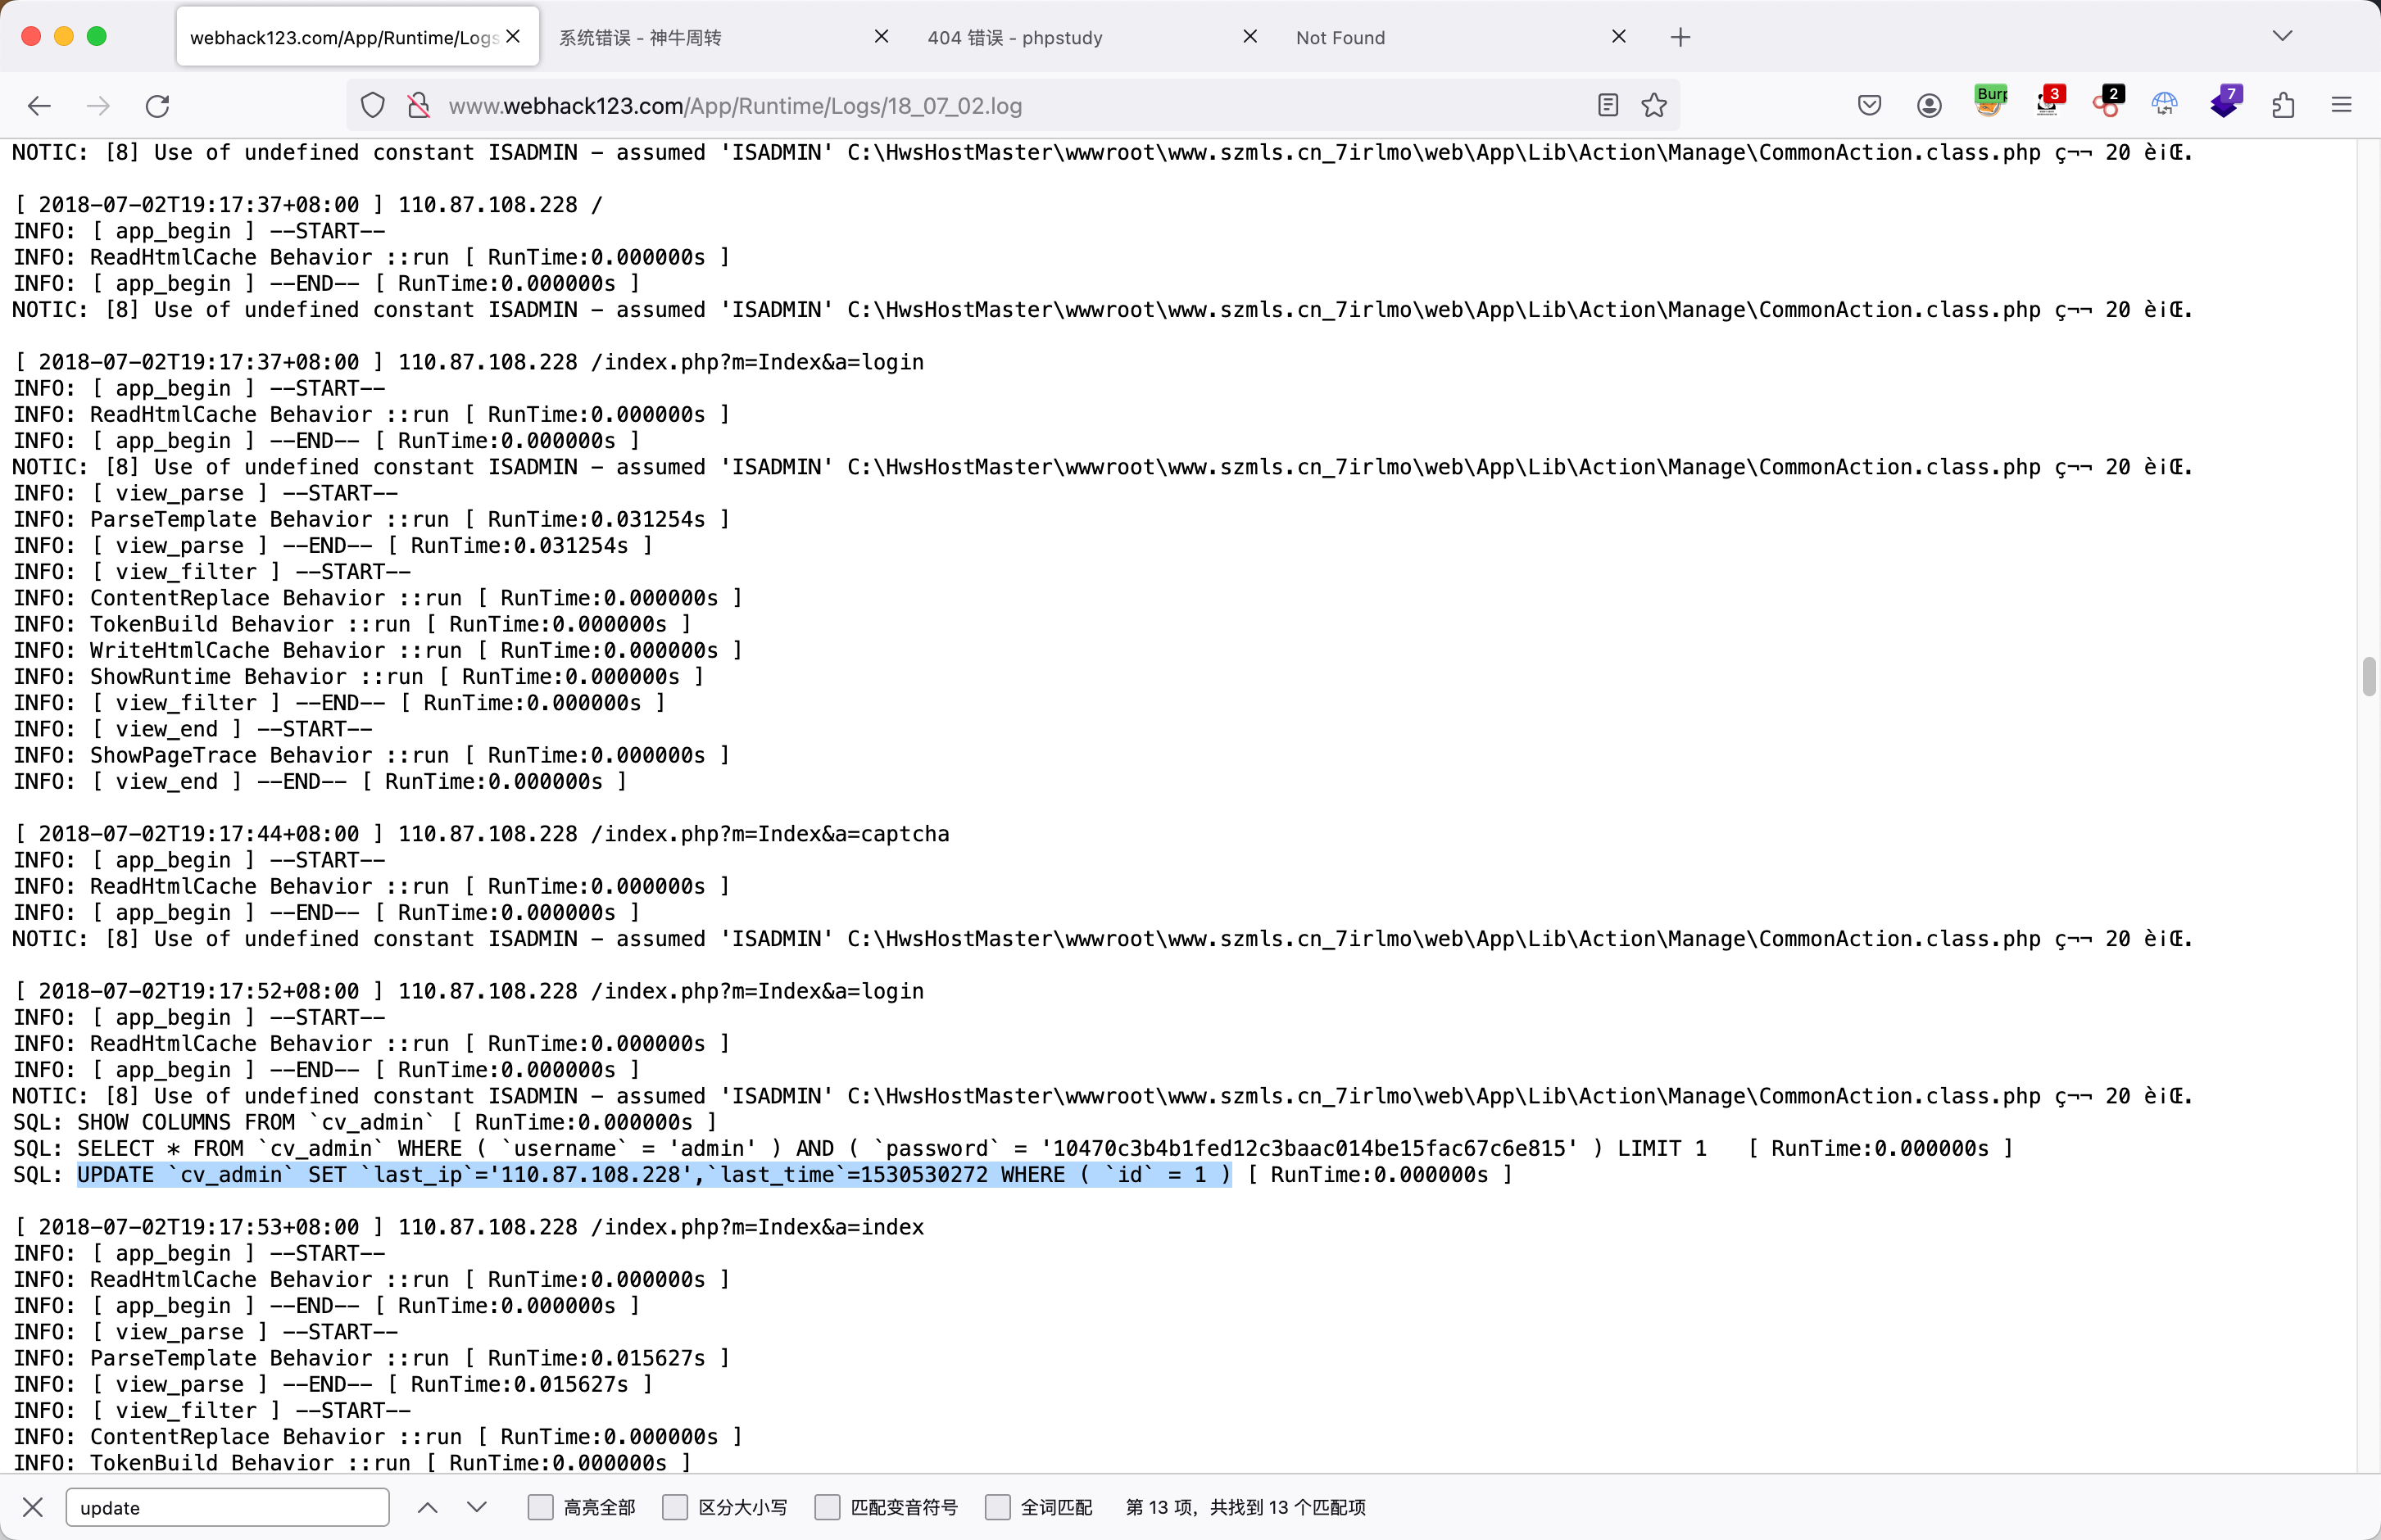 webhack123.com/App/Runtime/Logs
系统错误 - 神牛周转
404 错误 - phpstudy
Not Found
www.webhack123.com/App/Runtime/Logs/18_07_02.log
Burp
3
2
7
NOTIC: [8] Use of undefined constant ISADMIN - assumed 'ISADMIN' C:\HwsHostMaster\wwwroot\www.szmls.cn_7irlmo\web\App\Lib\Action\Manage\CommonAction.class.php ç¬¬ 20 è¡Œ.
[ 2018-07-02T19:17:37+08:00 ] 110.87.108.228 /
INFO: [ app_begin ] --START--
INFO: ReadHtmlCache Behavior ::run [ RunTime:0.000000s ]
INFO: [ app_begin ] --END-- [ RunTime:0.000000s ]
NOTIC: [8] Use of undefined constant ISADMIN - assumed 'ISADMIN' C:\HwsHostMaster\wwwroot\www.szmls.cn_7irlmo\web\App\Lib\Action\Manage\CommonAction.class.php ç¬¬ 20 è¡Œ.
[ 2018-07-02T19:17:37+08:00 ] 110.87.108.228 /index.php?m=Index&a=login
INFO: [ app_begin ] --START--
INFO: ReadHtmlCache Behavior ::run [ RunTime:0.000000s ]
INFO: [ app_begin ] --END-- [ RunTime:0.000000s ]
NOTIC: [8] Use of undefined constant ISADMIN - assumed 'ISADMIN' C:\HwsHostMaster\wwwroot\www.szmls.cn_7irlmo\web\App\Lib\Action\Manage\CommonAction.class.php ç¬¬ 20 è¡Œ.
INFO: [ view_parse ] --START--
INFO: ParseTemplate Behavior ::run [ RunTime:0.031254s ]
INFO: [ view_parse ] --END-- [ RunTime:0.031254s ]
INFO: [ view_filter ] --START--
INFO: ContentReplace Behavior ::run [ RunTime:0.000000s ]
INFO: TokenBuild Behavior ::run [ RunTime:0.000000s ]
INFO: WriteHtmlCache Behavior ::run [ RunTime:0.000000s ]
INFO: ShowRuntime Behavior ::run [ RunTime:0.000000s ]
INFO: [ view_filter ] --END-- [ RunTime:0.000000s ]
INFO: [ view_end ] --START--
INFO: ShowPageTrace Behavior ::run [ RunTime:0.000000s ]
INFO: [ view_end ] --END-- [ RunTime:0.000000s ]
[ 2018-07-02T19:17:44+08:00 ] 110.87.108.228 /index.php?m=Index&a=captcha
INFO: [ app_begin ] --START--
INFO: ReadHtmlCache Behavior ::run [ RunTime:0.000000s ]
INFO: [ app_begin ] --END-- [ RunTime:0.000000s ]
NOTIC: [8] Use of undefined constant ISADMIN - assumed 'ISADMIN' C:\HwsHostMaster\wwwroot\www.szmls.cn_7irlmo\web\App\Lib\Action\Manage\CommonAction.class.php ç¬¬ 20 è¡Œ.
[ 2018-07-02T19:17:52+08:00 ] 110.87.108.228 /index.php?m=Index&a=login
INFO: [ app_begin ] --START--
INFO: ReadHtmlCache Behavior ::run [ RunTime:0.000000s ]
INFO: [ app_begin ] --END-- [ RunTime:0.000000s ]
NOTIC: [8] Use of undefined constant ISADMIN - assumed 'ISADMIN' C:\HwsHostMaster\wwwroot\www.szmls.cn_7irlmo\web\App\Lib\Action\Manage\CommonAction.class.php ç¬¬ 20 è¡Œ.
SQL: SHOW COLUMNS FROM `cv_admin` [ RunTime:0.000000s ]
SQL: SELECT * FROM `cv_admin` WHERE ( `username` = 'admin' ) AND ( `password` = '10470c3b4b1fed12c3baac014be15fac67c6e815' ) LIMIT 1   [ RunTime:0.000000s ]
SQL: UPDATE `cv_admin` SET `last_ip`='110.87.108.228',`last_time`=1530530272 WHERE ( `id` = 1 ) [ RunTime:0.000000s ]
[ 2018-07-02T19:17:53+08:00 ] 110.87.108.228 /index.php?m=Index&a=index
INFO: [ app_begin ] --START--
INFO: ReadHtmlCache Behavior ::run [ RunTime:0.000000s ]
INFO: [ app_begin ] --END-- [ RunTime:0.000000s ]
INFO: [ view_parse ] --START--
INFO: ParseTemplate Behavior ::run [ RunTime:0.015627s ]
INFO: [ view_parse ] --END-- [ RunTime:0.015627s ]
INFO: [ view_filter ] --START--
INFO: ContentReplace Behavior ::run [ RunTime:0.000000s ]
INFO: TokenBuild Behavior ::run [ RunTime:0.000000s ]
update
高亮全部
区分大小写
匹配变音符号
全词匹配
第 13 项，共找到 13 个匹配项